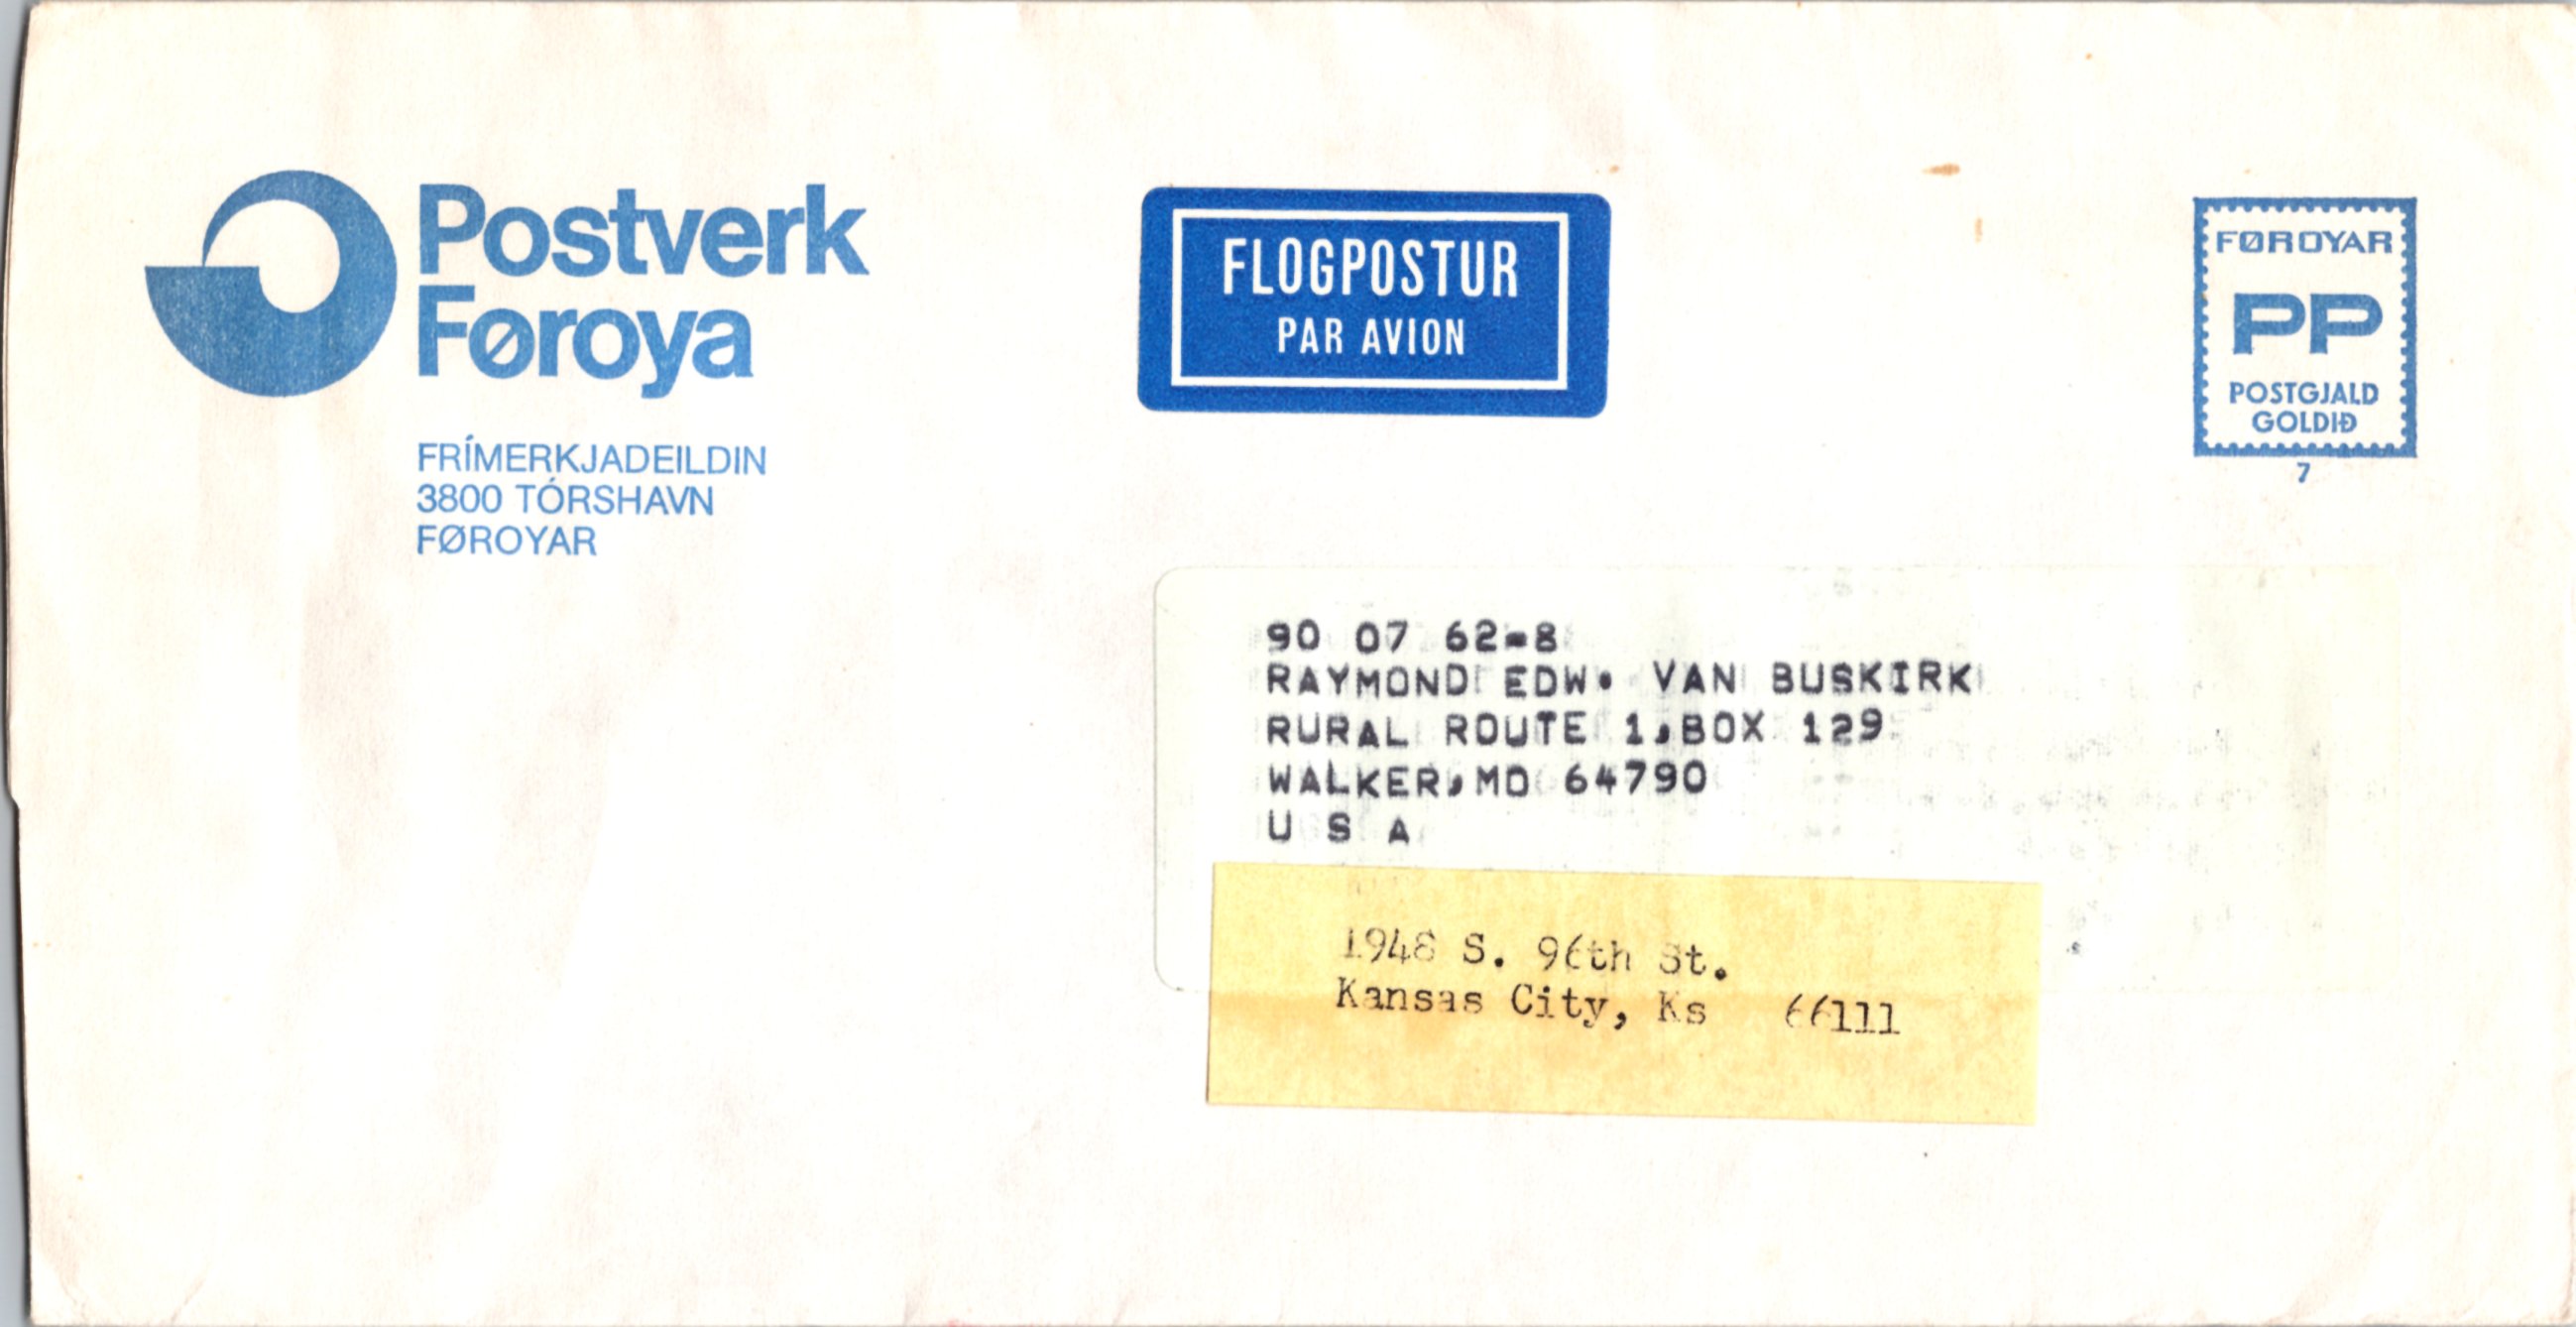 Postverk
Føroya
FRÍMERKJADEILDIN
3800 TÓRSHAVN
FØROYAR
FLOGPOSTUR
PAR AVION
FØROYAR
PP
POSTGJALD
GOLDIÐ
7
90 07 62-8
RAYMOND EDW. VAN BUSKIRK
RURAL ROUTE 1,BOX 129
WALKER,MO 64790
U S A
1948 S. 96th St.
Kansas City, Ks 66111